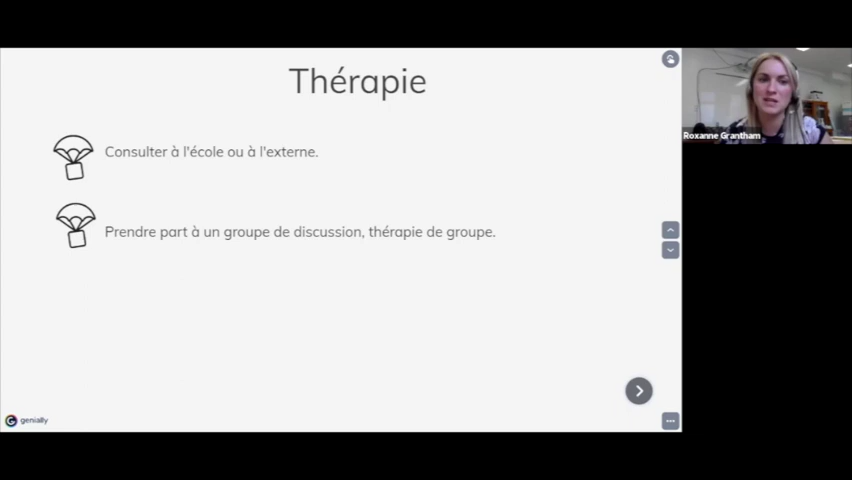 Thérapie
Consulter à l'école ou à l'externe.
Prendre part à un groupe de discussion, thérapie de groupe.
Roxanne Grantham
genially